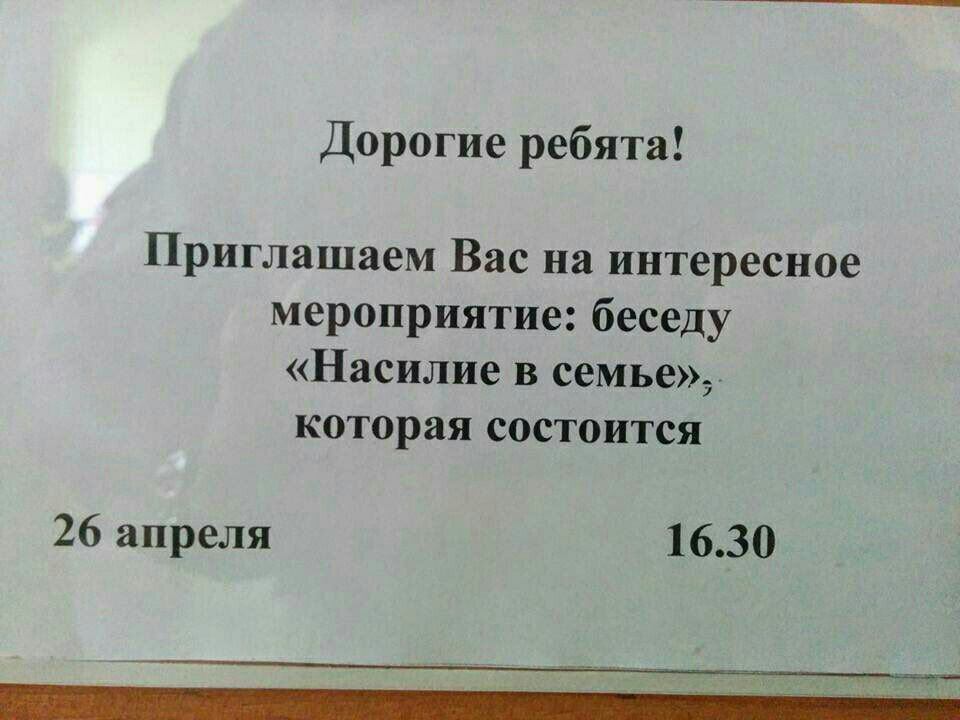 Дорогие ребята!
Приглашаем Вас на интересное
мероприятие: беседу
«Насилие в семье»,
которая состоится
26 апреля 16.30